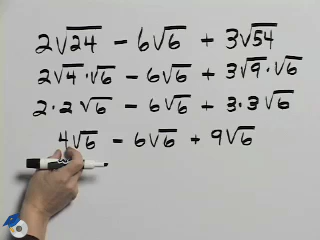 2√24 − 6√6 + 3√54
2√4·√6 − 6√6 + 3√9·√6
2·2√6 − 6√6 + 3·3√6
4√6 − 6√6 + 9√6